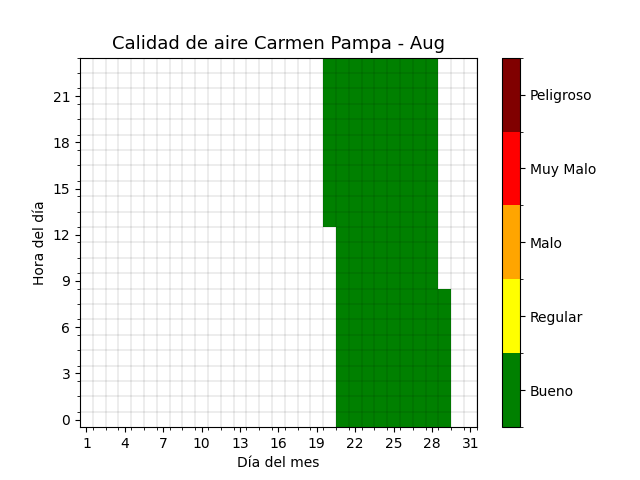 Calidad de aire Carmen Pampa - Aug
Hora del día
21
18
15
12
9
6
3
0
1 4 7 10 13 16 19 22 25 28 31
Día del mes
Peligroso
Muy Malo
Malo
Regular
Bueno